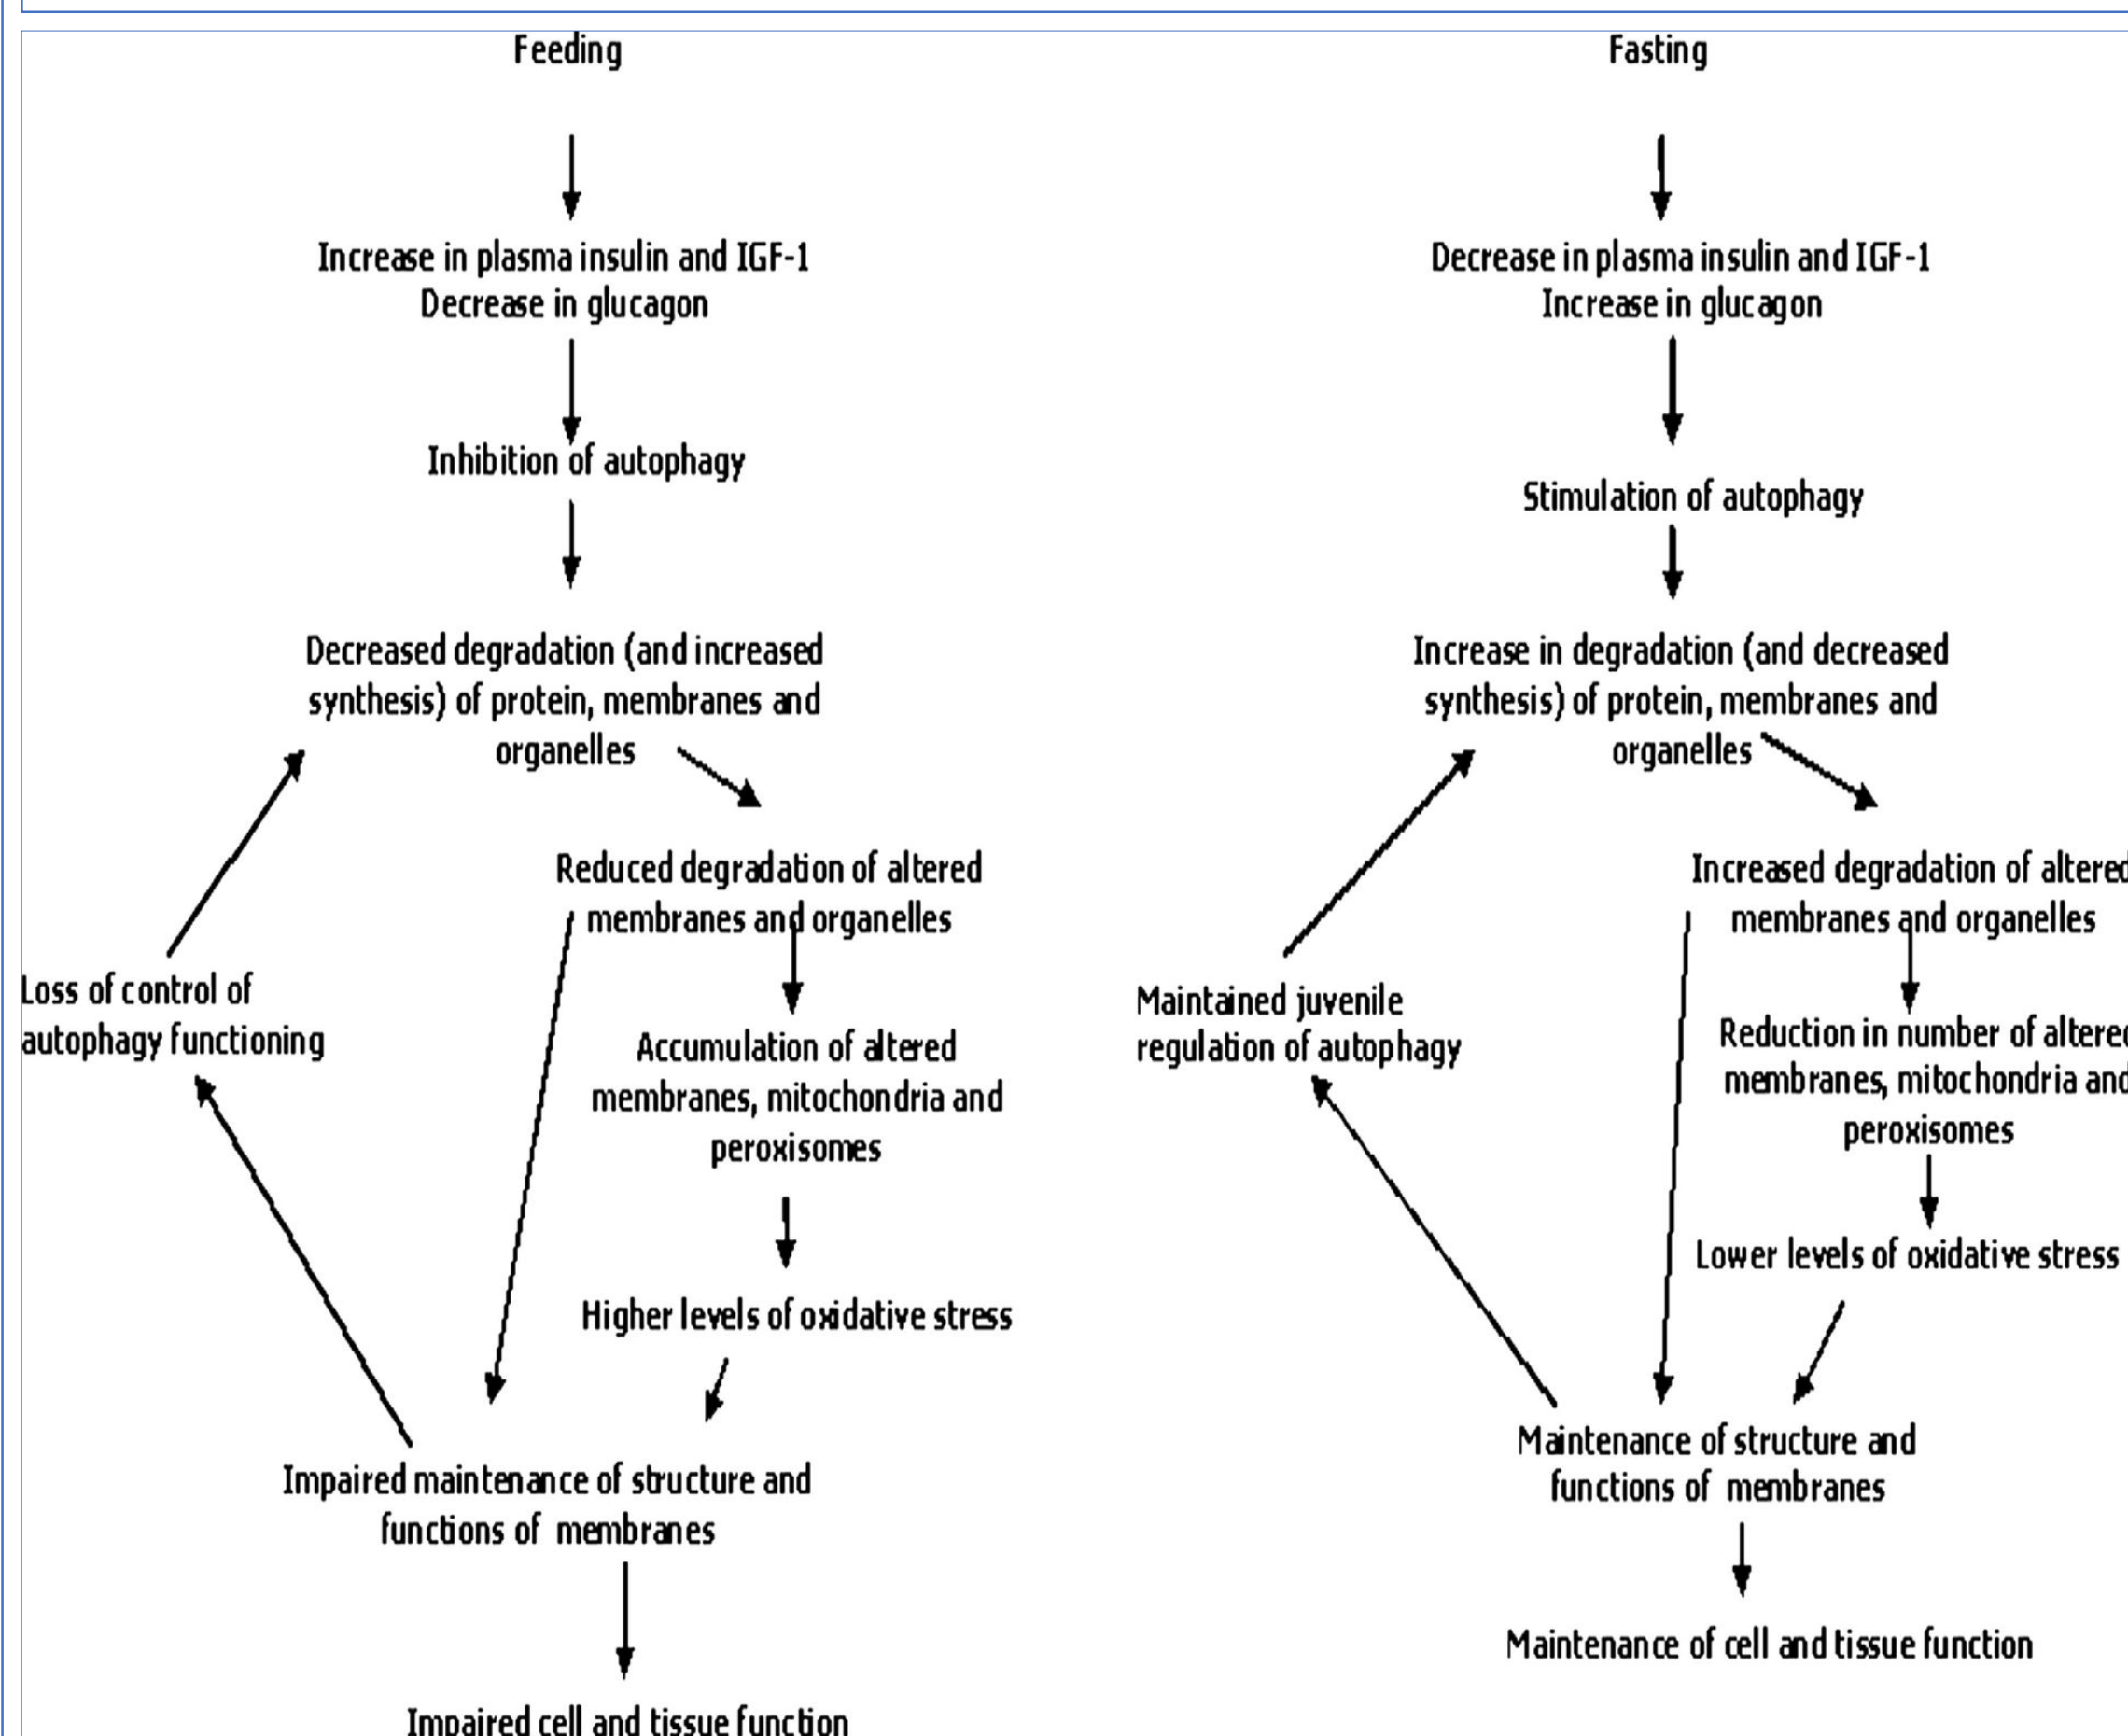 Feeding
Increase in plasma insulin and IGF-1
Decrease in glucagon
Inhibition of autophagy
Decreased degradation (and increased
synthesis) of protein, membranes and
organelles
Reduced degradation of altered
membranes and organelles
Loss of control of
autophagy functioning
Accumulation of altered
membranes, mitochondria and
peroxisomes
Higher levels of oxidative stress
Impaired maintenance of structure and
functions of membranes
Impaired cell and tissue function
Fasting
Decrease in plasma insulin and IGF-1
Increase in glucagon
Stimulation of autophagy
Increase in degradation (and decreased
synthesis) of protein, membranes and
organelles
Increased degradation of altered
membranes and organelles
Maintained juvenile
regulation of autophagy
Reduction in number of altered
membranes, mitochondria and
peroxisomes
Lower levels of oxidative stress
Maintenance of structure and
functions of membranes
Maintenance of cell and tissue function